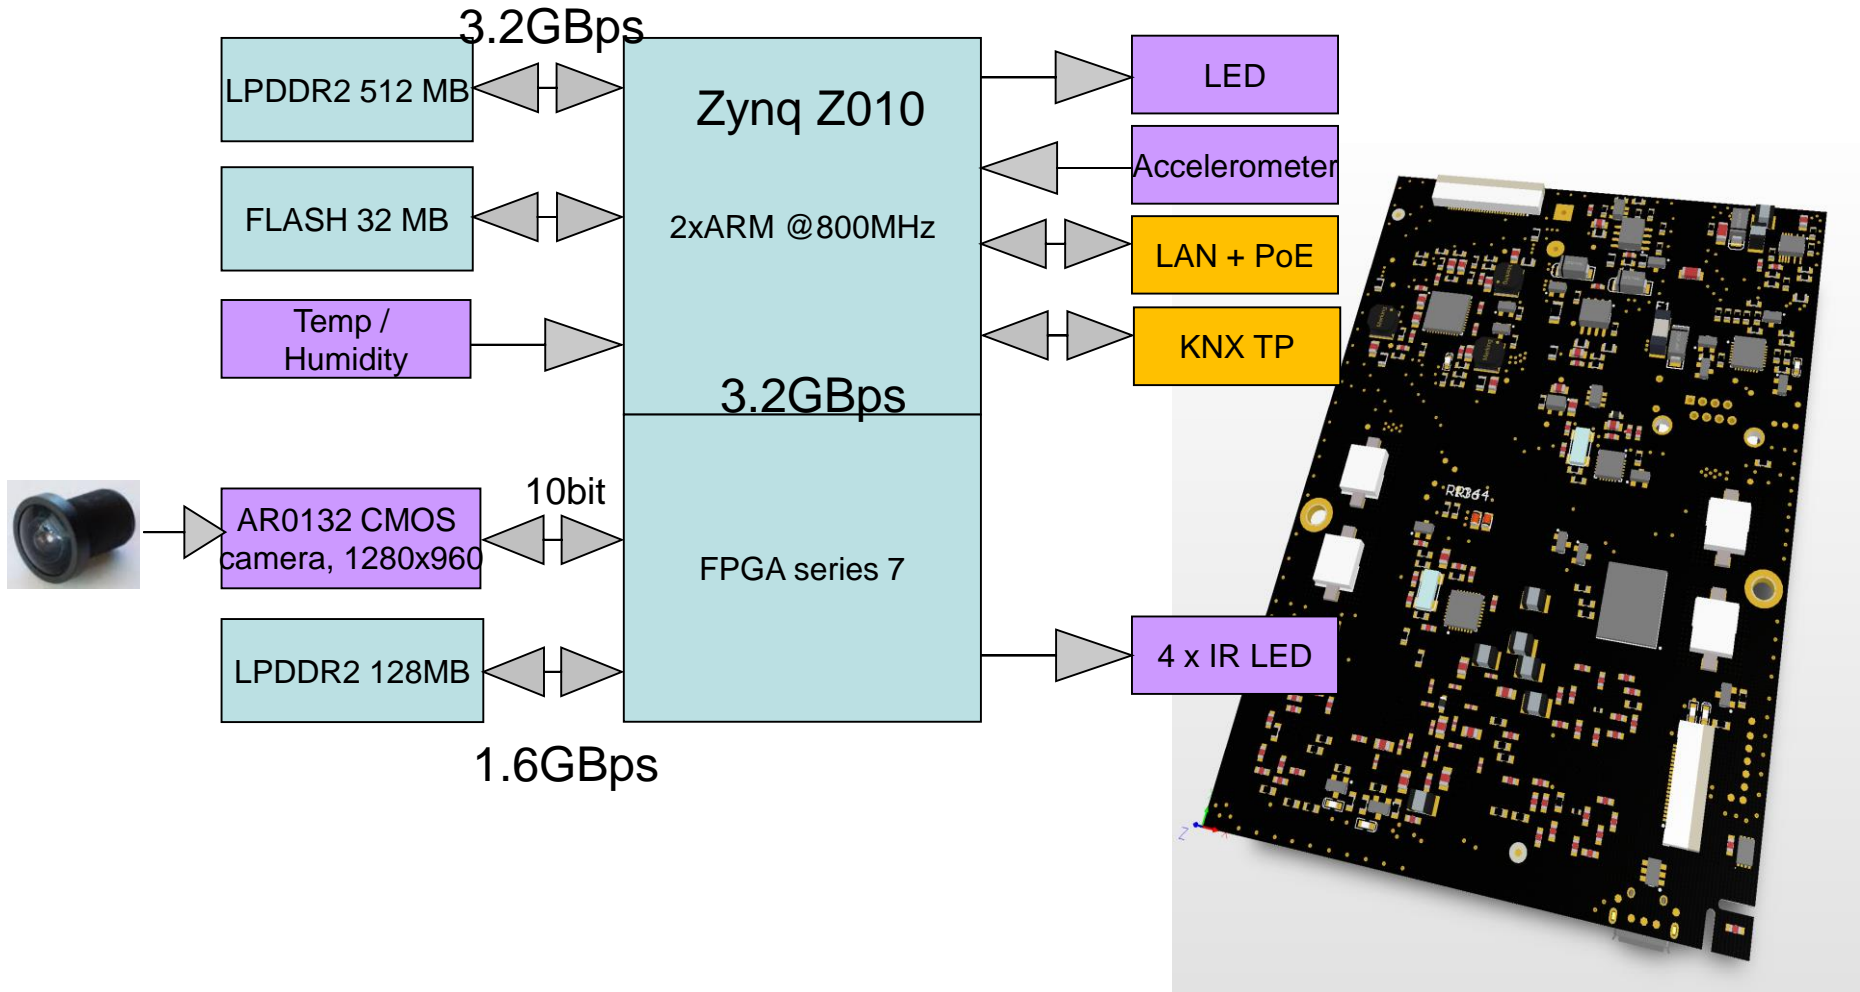 3.2GBps
LPDDR2 512 MB
Zynq Z010
LED
Accelerometer
FLASH 32 MB
2xARM @800MHz
LAN + PoE
Temp /
Humidity
KNX TP
3.2GBps
10bit
AR0132 CMOS
camera, 1280x960
FPGA series 7
LPDDR2 128MB
4 x IR LED
1.6GBps
Z